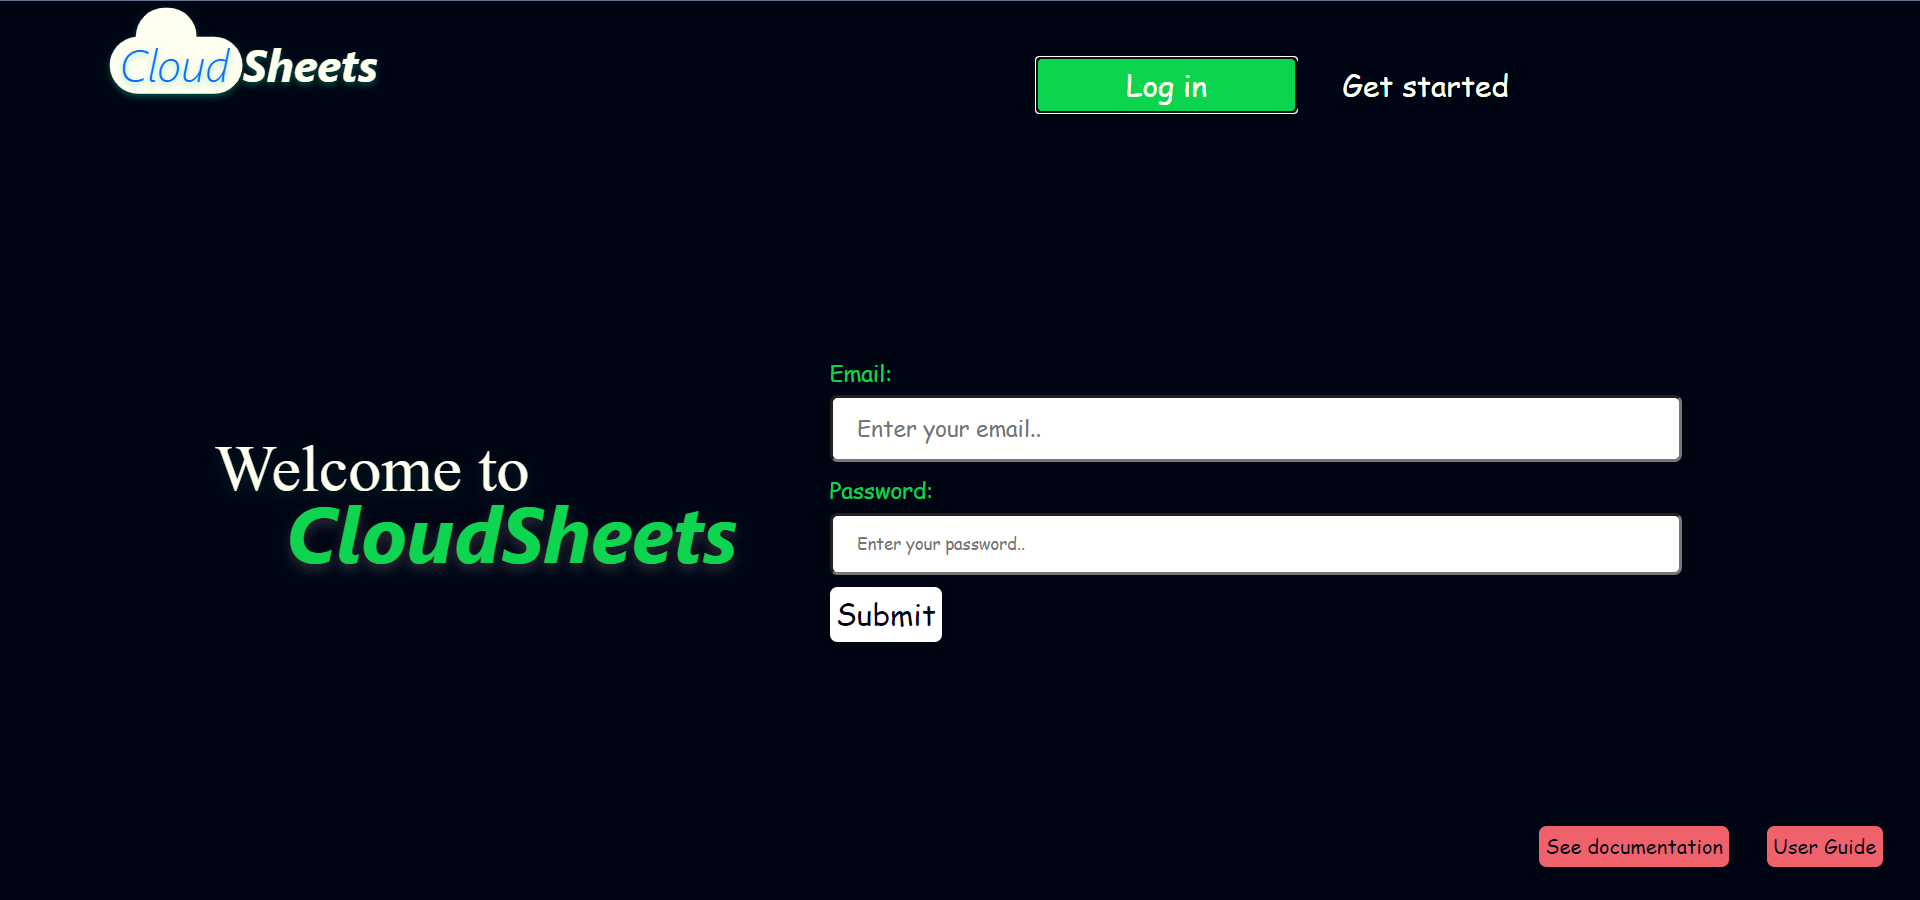 CloudSheets
Log in
Get started
Email:
Enter your email..
Welcome to
CloudSheets
Password:
Enter your password..
Submit
See documentation
User Guide